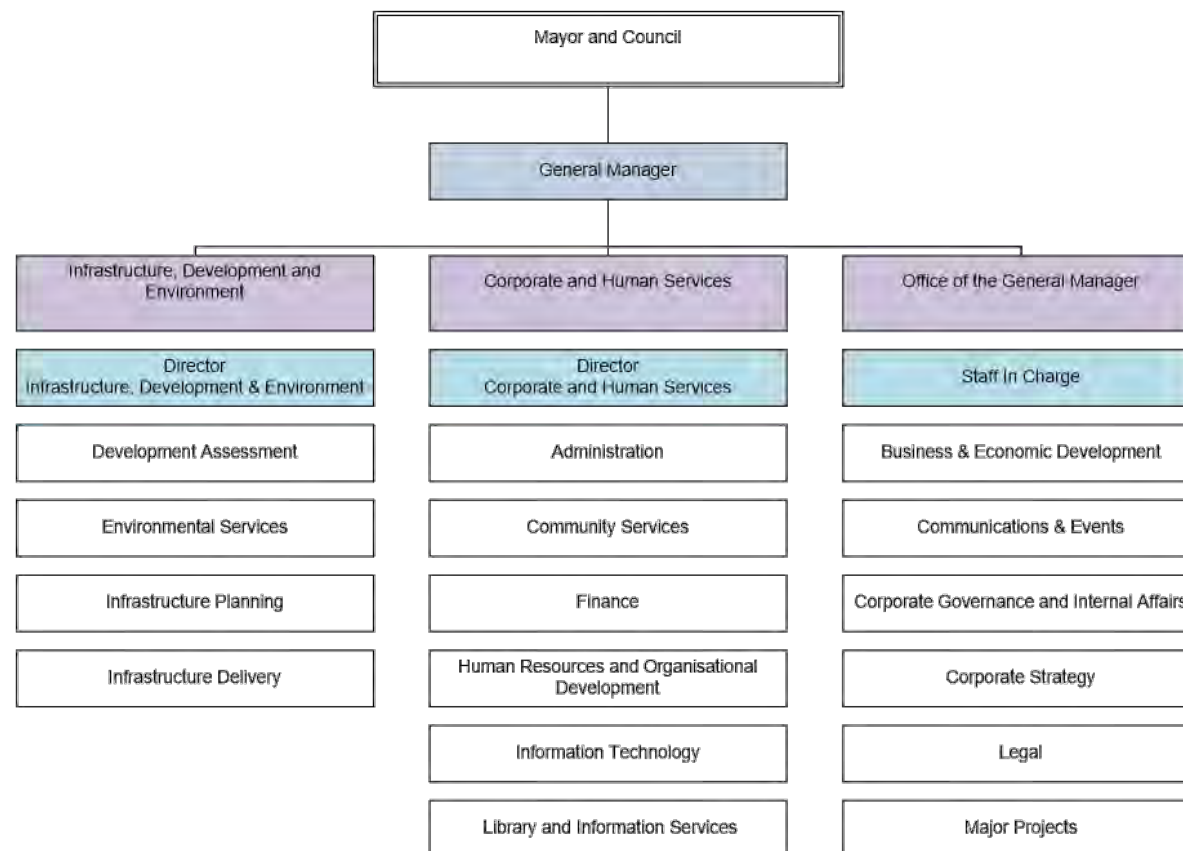 Mayor and Council
General Manager
Infrastructure, Development and
Environment
Corporate and Human Services
Office of the General Manager
Director
Infrastructure, Development & Environment
Director
Corporate and Human Services
Staff In Charge
Development Assessment
Administration
Business & Economic Development
Environmental Services
Community Services
Communications & Events
Infrastructure Planning
Finance
Corporate Governance and Internal Affairs
Infrastructure Delivery
Human Resources and Organisational
Development
Corporate Strategy
Information Technology
Legal
Library and Information Services
Major Projects